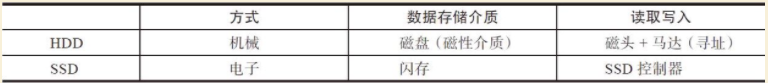 方式 数据存储介质 读取写入
HDD 机械 磁盘（磁性介质） 磁头 + 马达（寻址）
SSD 电子 闪存 SSD 控制器